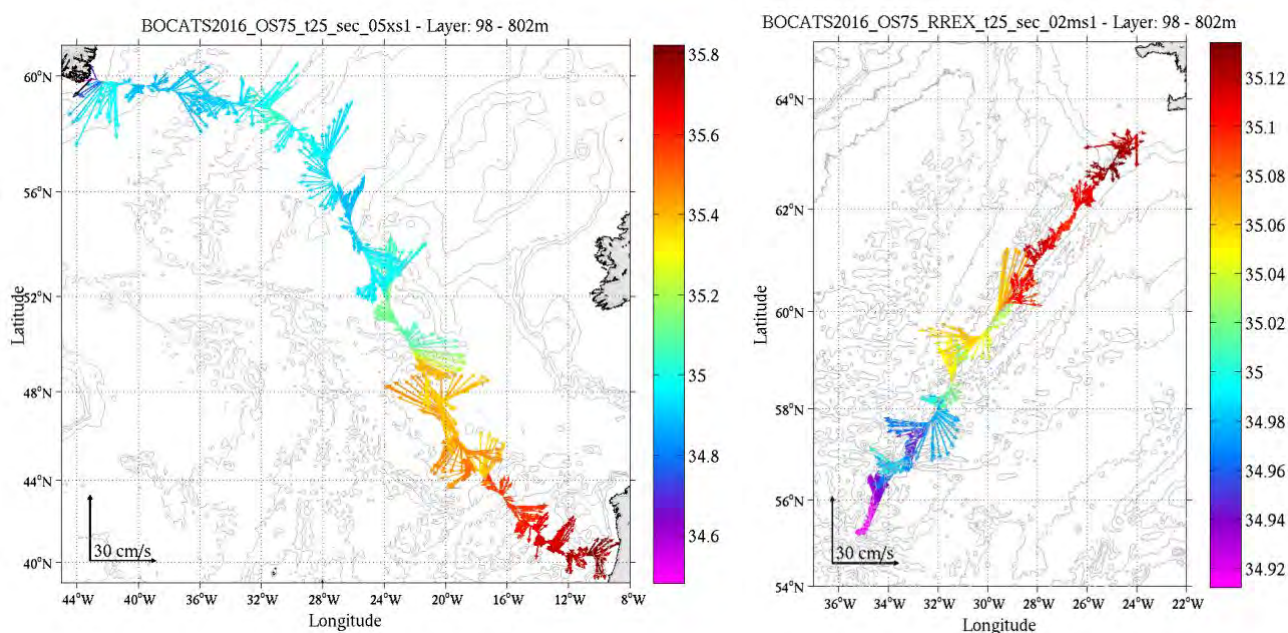 BOCATS2016_OS75_t25_sec_05xs1 - Layer: 98 - 802m
60°N
56°N
52°N
48°N
44°N
40°N
Latitude
30 cm/s
44°W
40°W
36°W
32°W
28°W
24°W
20°W
16°W
12°W
8°W
Longitude
35.8
35.6
35.4
35.2
35
34.8
34.6
BOCATS2016_OS75_RREX_t25_sec_02ms1 - Layer: 98 - 802m
64°N
62°N
60°N
58°N
56°N
54°N
Latitude
30 cm/s
36°W
34°W
32°W
30°W
28°W
26°W
24°W
22°W
Longitude
35.12
35.1
35.08
35.06
35.04
35.02
35
34.98
34.96
34.94
34.92